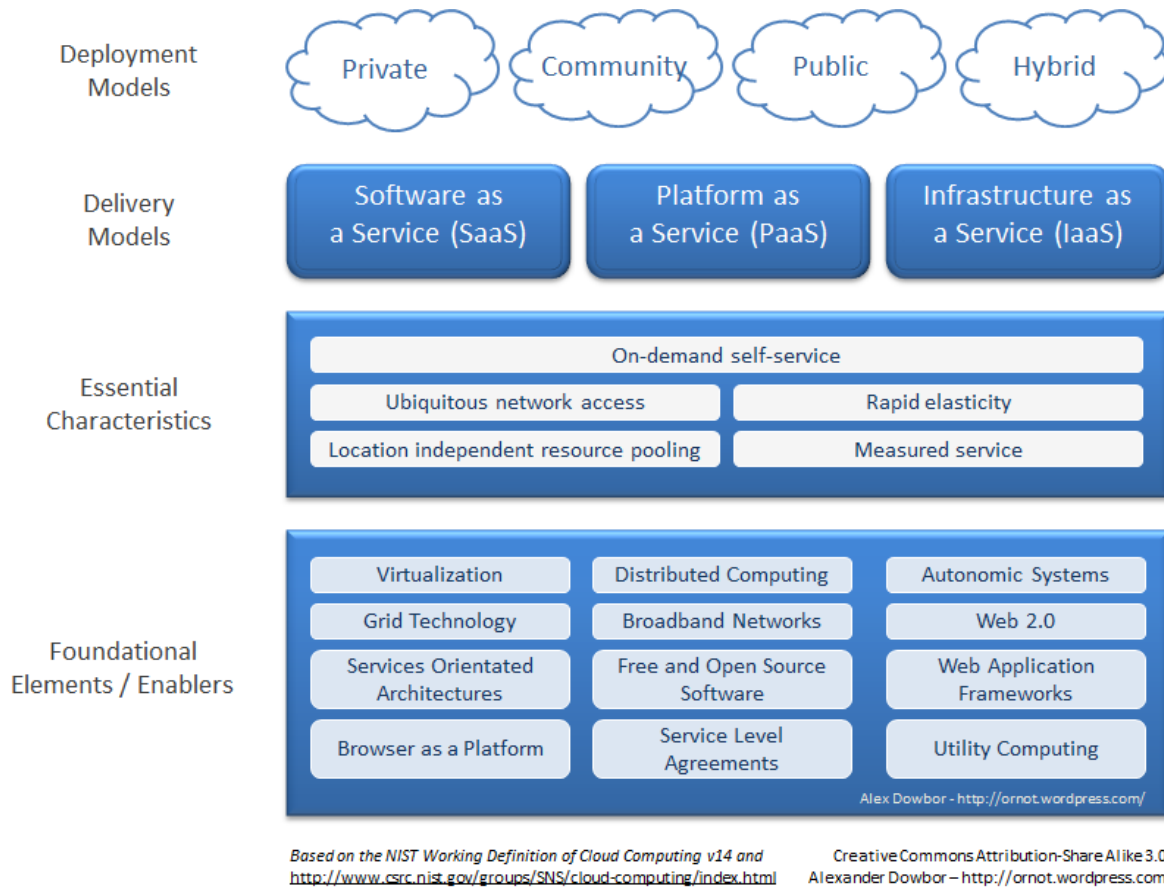 Deployment
Models
Private
Community
Public
Hybrid
Delivery
Models
Software as
a Service (SaaS)
Platform as
a Service (PaaS)
Infrastructure as
a Service (IaaS)
Essential
Characteristics
On-demand self-service
Ubiquitous network access
Rapid elasticity
Location independent resource pooling
Measured service
Foundational
Elements / Enablers
Virtualization
Distributed Computing
Autonomic Systems
Grid Technology
Broadband Networks
Web 2.0
Services Orientated
Architectures
Free and Open Source
Software
Web Application
Frameworks
Browser as a Platform
Service Level
Agreements
Utility Computing
Alex Dowbor - http://ornot.wordpress.com/
Based on the NIST Working Definition of Cloud Computing v14 and
http://www.csrc.nist.gov/groups/SNS/cloud-computing/index.html
Creative Commons Attribution-Share Alike 3.0
Alexander Dowbor – http://ornot.wordpress.com